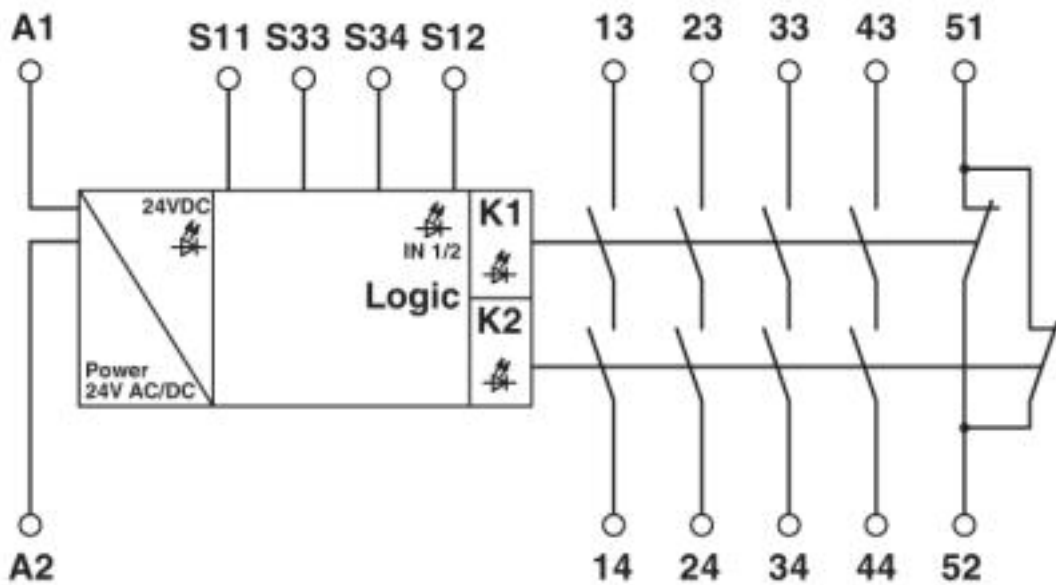 A1
S11 S33 S34 S12
13 23 33 43 51
24VDC
IN 1/2
K1
Logic
K2
Power
24V AC/DC
A2
14 24 34 44 52